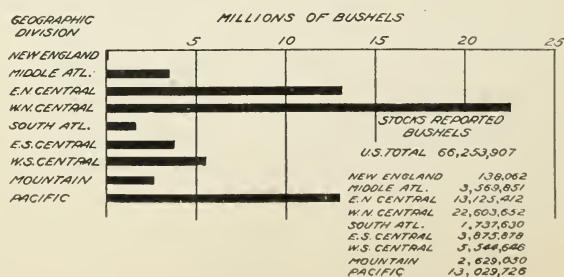 GEOGRAPHIC DIVISION
MILLIONS OF BUSHELS
5 10 15 20 25
NEW ENGLAND
MIDDLE ATL.
E.N CENTRAL
W.N. CENTRAL
SOUTH ATL.
E.S. CENTRAL
W.S. CENTRAL
MOUNTAIN
PACIFIC
STOCKS REPORTED
BUSHELS
U.S. TOTAL 66,253,907
NEW ENGLAND 138,062
MIDDLE ATL. 3,569,851
E.N CENTRAL 13,125,412
W.N. CENTRAL 22,603,652
SOUTH ATL. 1,737,630
E.S. CENTRAL 3,875,878
W.S. CENTRAL 5,544,646
MOUNTAIN 2,629,050
PACIFIC 13,029,726